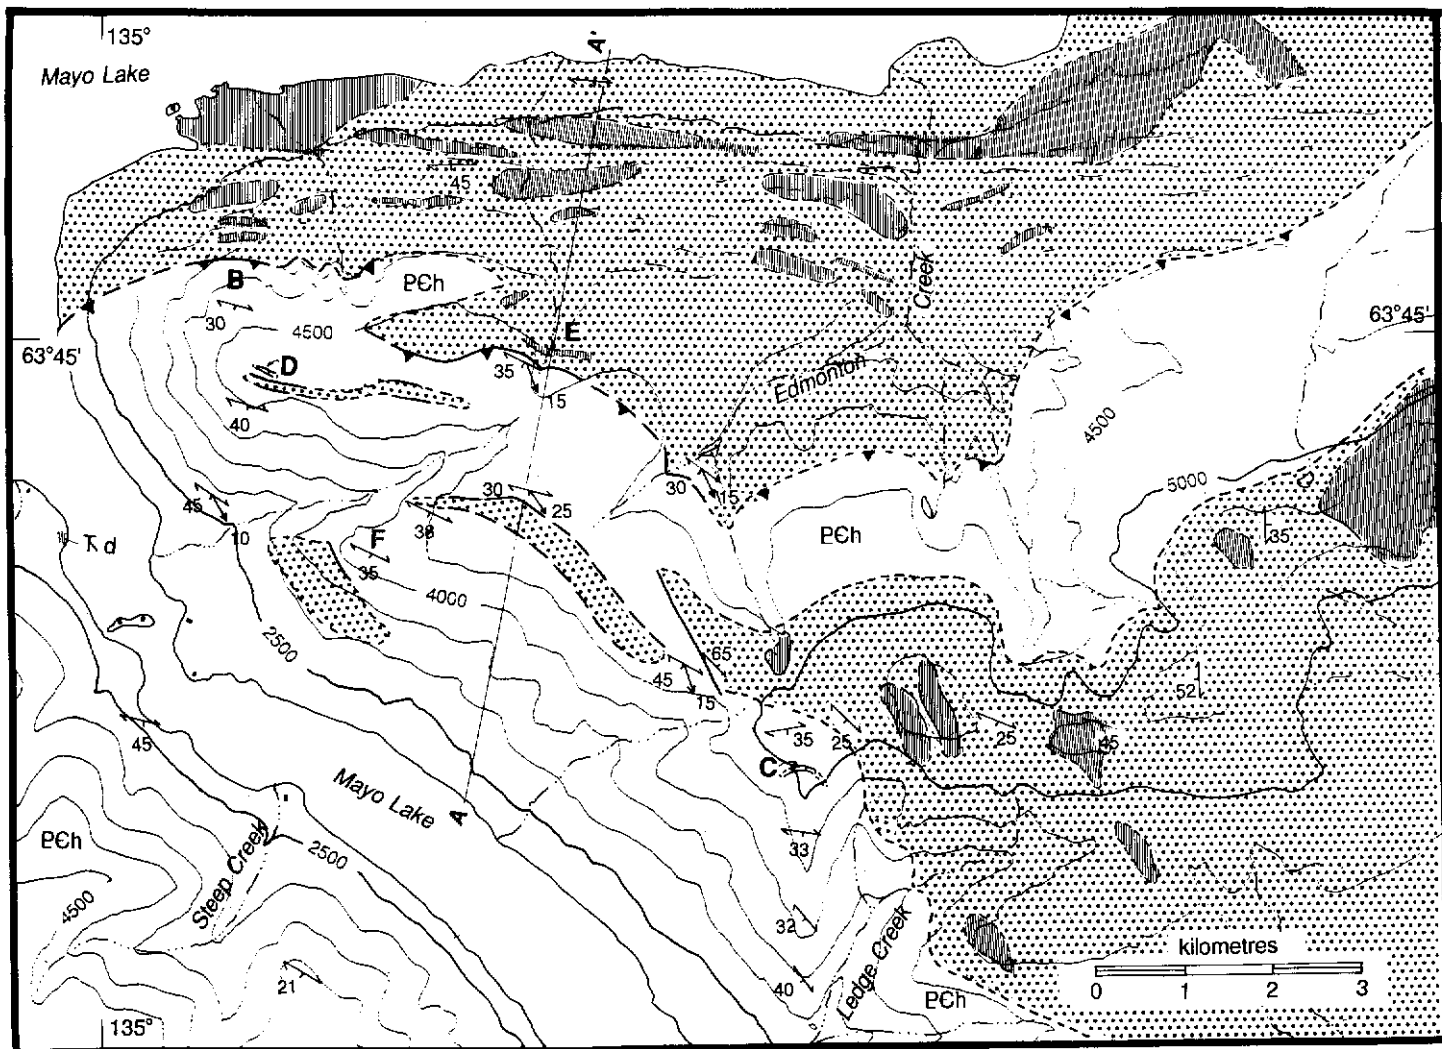 135°
A'
Mayo Lake
45
B
PЄh
30
4500
E
63°45'
63°45'
Creek
35
D
15
Edmonton
40
4500
30
15
5000
30
25
45
38
10
PЄh
35
F
35
Ꞇ d
4000
2500
65
45
15
52
45
35
25
25
45
C
Mayo Lake
A
33
PЄh
2500
Steep Creek
4500
32
kilometres
21
40
Ledge Creek
PЄh
0 1 2 3
135°